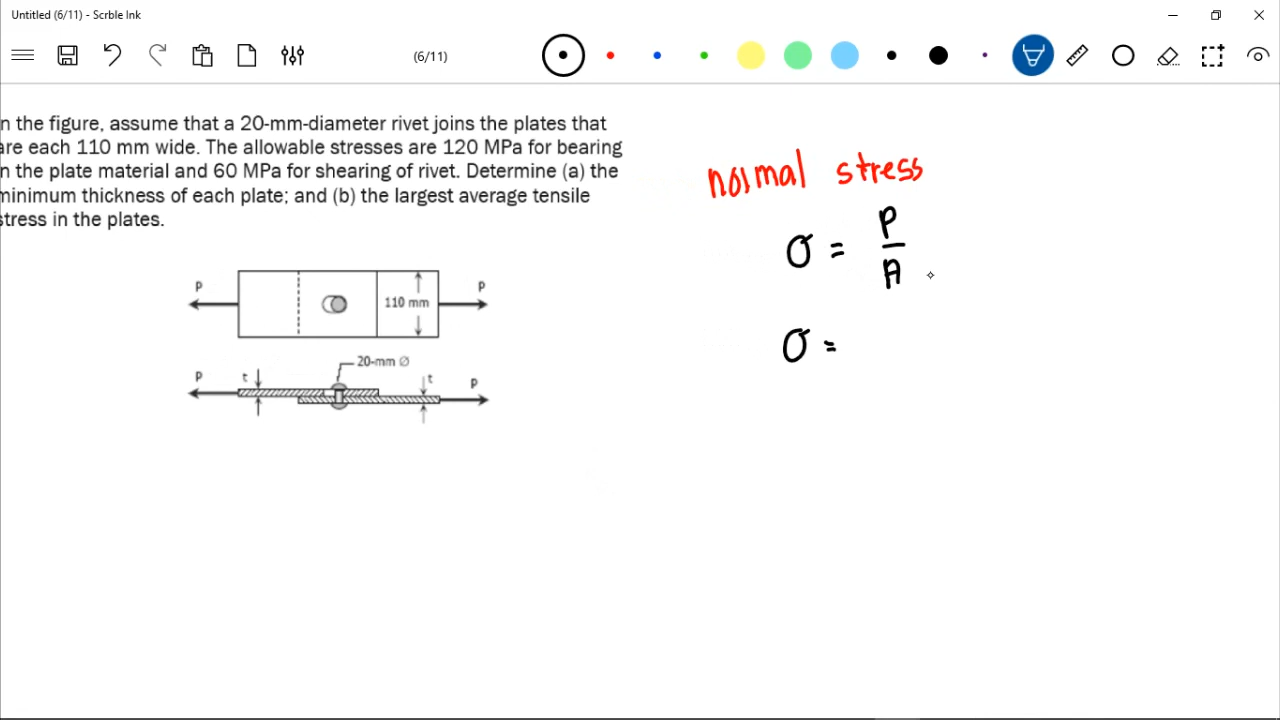 Untitled (6/11) - Scrble Ink
(6/11)
n the figure, assume that a 20-mm-diameter rivet joins the plates that
are each 110 mm wide. The allowable stresses are 120 MPa for bearing
n the plate material and 60 MPa for shearing of rivet. Determine (a) the
minimum thickness of each plate; and (b) the largest average tensile
stress in the plates.
P
110 mm
P
20-mm Ø
P
t
t
P
normal stress
σ = P
A
σ =